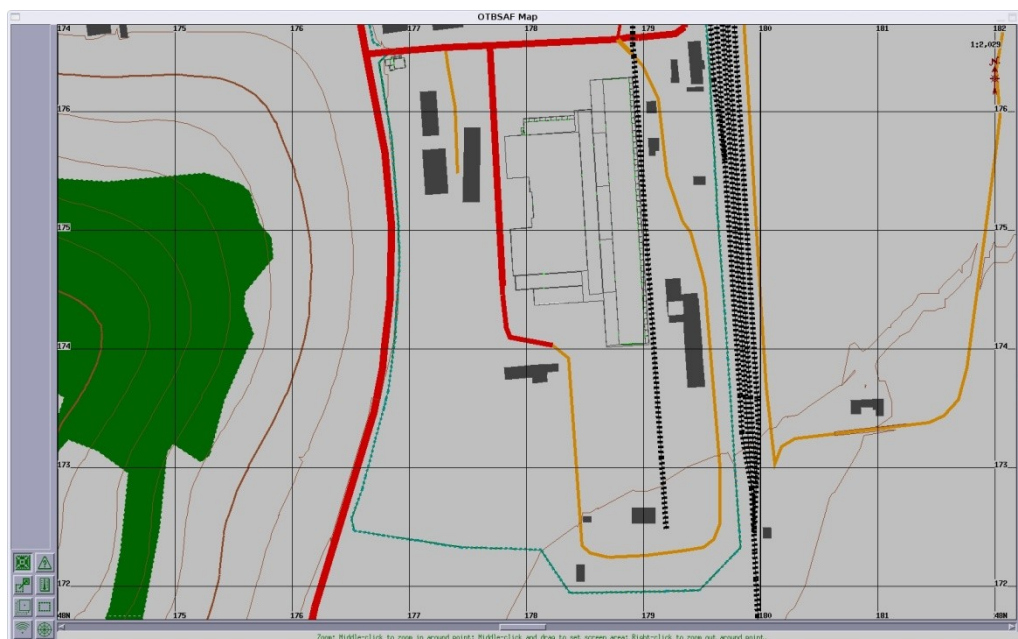 OTBSAF Map
174 176 177 178 179 180 182
1:2,029
N
176 176
175 175
174 174
173 173
172 172
48N 175 176 177 178 179 180 181 48N
Zoom: Middle-click to zoom in around point; Middle-click and drag to set screen area; Right-click to zoom out around point.